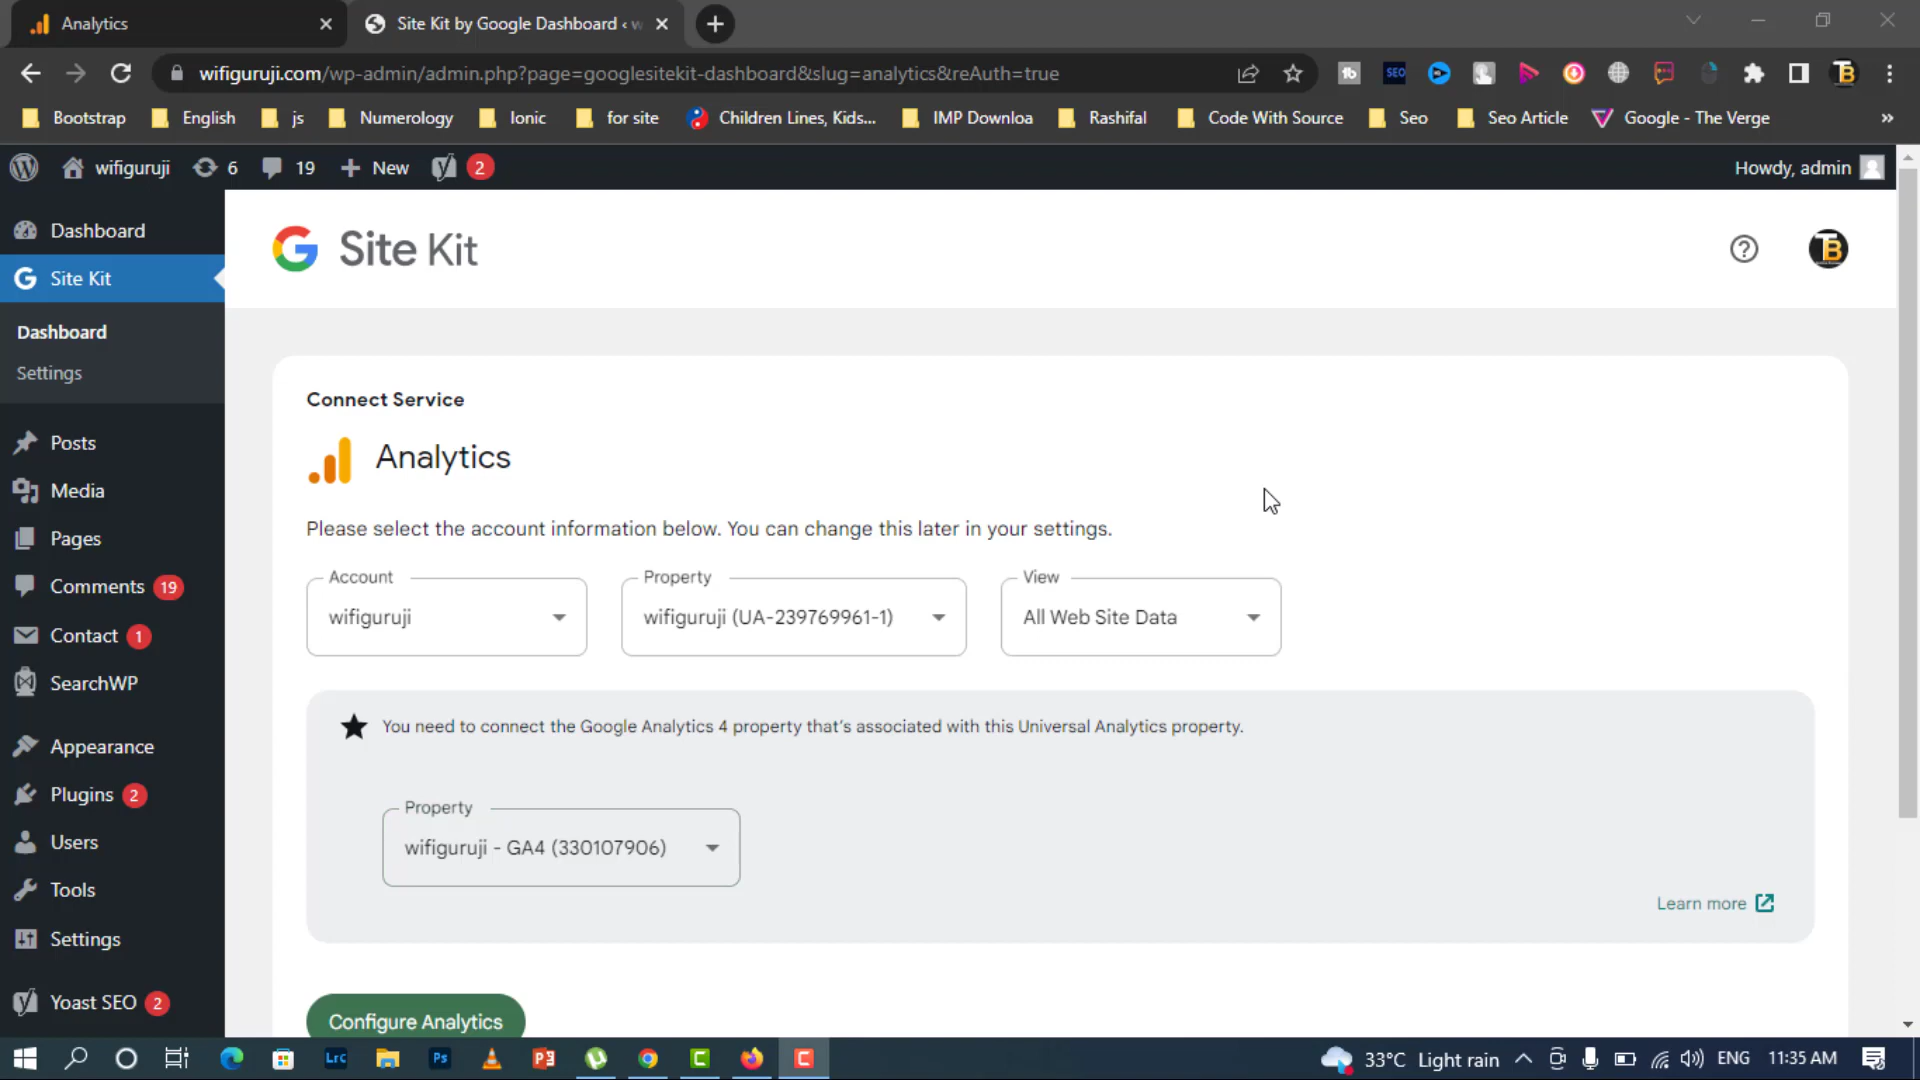 Analytics
Site Kit by Google Dashboard ‹ w
wifiguruji.com/wp-admin/admin.php?page=googlesitekit-dashboard&slug=analytics&reAuth=true
tb
SEO
TB
Bootstrap
English
js
Numerology
Ionic
for site
Children Lines, Kids...
IMP Downloa
Rashifal
Code With Source
Seo
Seo Article
Google - The Verge
»
wifiguruji
6
19
New
2
Howdy, admin
Dashboard
Site Kit
Dashboard
Settings
Posts
Media
Pages
Comments 19
Contact 1
SearchWP
Appearance
Plugins 2
Users
Tools
Settings
Yoast SEO 2
G Site Kit
TB
Connect Service
Analytics
Please select the account information below. You can change this later in your settings.
Account
wifiguruji
Property
wifiguruji (UA-239769961-1)
View
All Web Site Data
You need to connect the Google Analytics 4 property that's associated with this Universal Analytics property.
Property
wifiguruji - GA4 (330107906)
Learn more
Configure Analytics
Lrc
Ps
33°C Light rain
ENG
11:35 AM